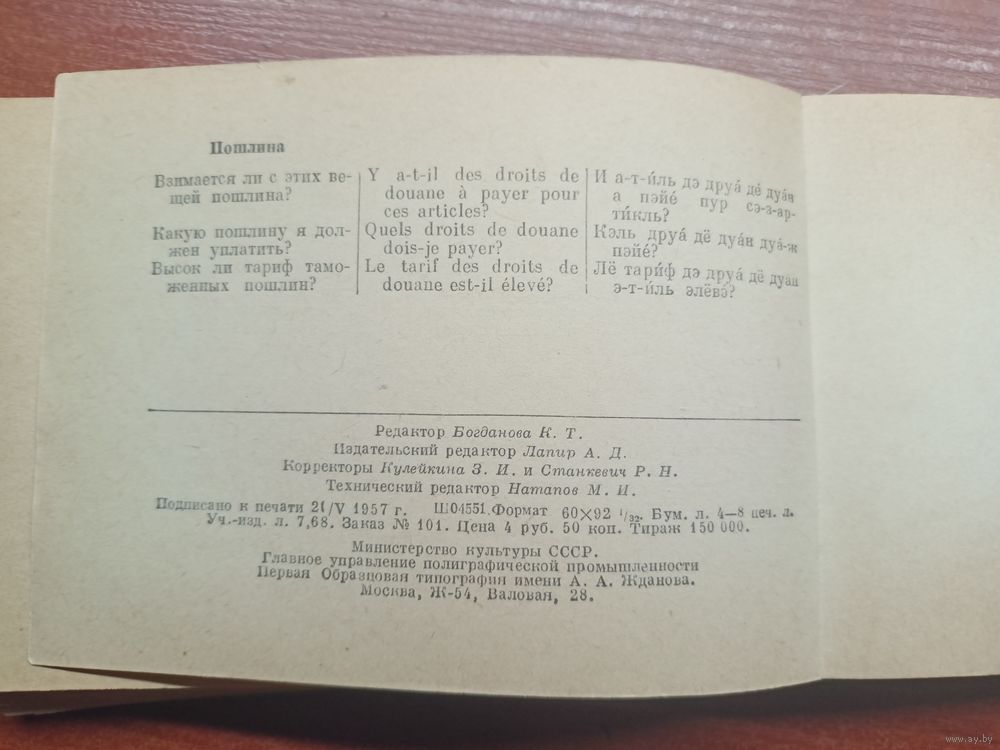 Пошлина
Взимается ли с этих ве-
щей пошлина?
Какую пошлину я дол-
жен уплатить?
Высок ли тариф тамо-
женных пошлин?
Y a-t-il des droits de
douane à payer pour
ces articles?
Quels droits de douane
dois-je payer?
Le tarif des droits de
douane est-il élevé?
И а-т-и́ль дэ друа́ дё дуа́н
а пэйе́ пур сэ-з-ар-
ти́кль?
Кэль друа́ дё дуа́н дуа́-ж
пэйе́?
Лё тари́ф дэ друа́ дё дуан
э-т-и́ль элёвэ́?
Редактор Богданова К. Т.
Издательский редактор Лапир А. Д.
Корректоры Кулейкина З. И. и Станкевич Р. Н.
Технический редактор Натапов М. И.
Подписано к печати 21/V 1957 г. Ш04551. Формат 60×92 1/32. Бум. л. 4—8 печ. л.
Уч.-изд. л. 7,68. Заказ № 101. Цена 4 руб. 50 коп. Тираж 150 000.
Министерство культуры СССР.
Главное управление полиграфической промышленности
Первая Образцовая типография имени А. А. Жданова.
Москва, Ж-54, Валовая, 28.
www.ay.by